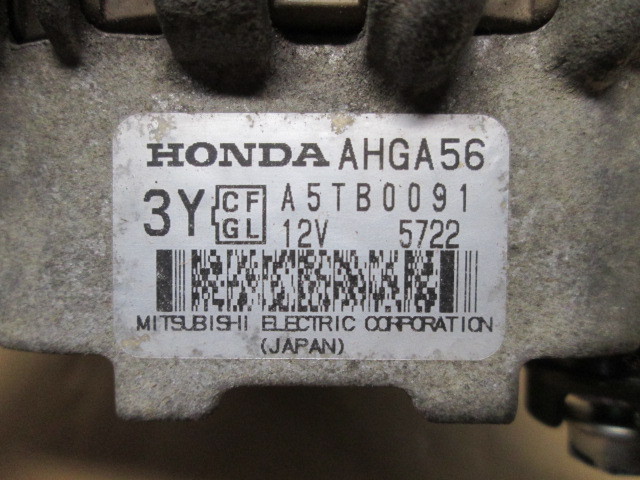 HONDA AHGA56
3Y CF GL A5TB0091
12V 5722
MITSUBISHI ELECTRIC CORPORATION
(JAPAN)